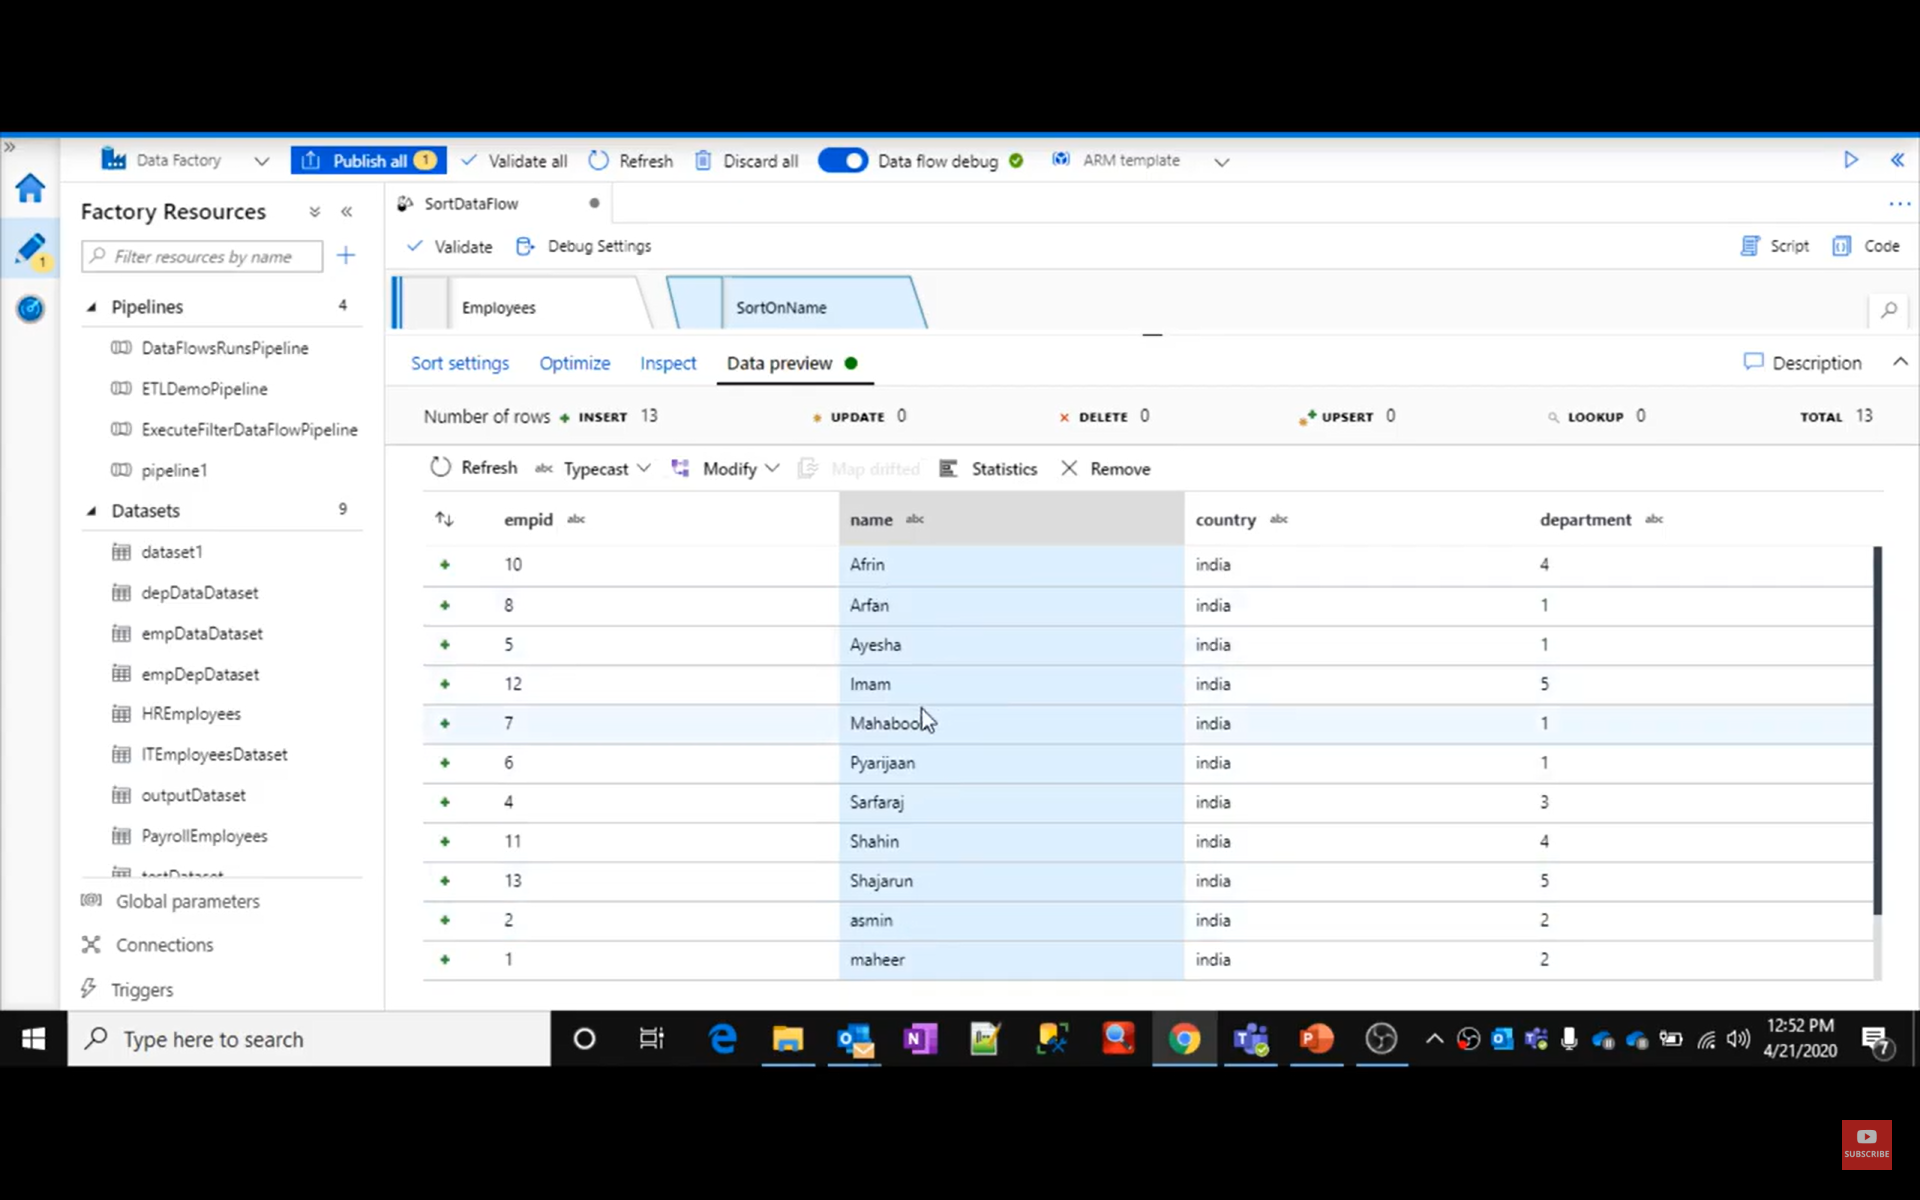 Data Factory
Publish all 1
Validate all
Refresh
Discard all
Data flow debug
ARM template
Factory Resources
Filter resources by name
1
Pipelines 4
DataFlowsRunsPipeline
ETLDemoPipeline
ExecuteFilterDataFlowPipeline
pipeline1
Datasets 9
dataset1
depDataDataset
empDataDataset
empDepDataset
HREmployees
ITEmployeesDataset
outputDataset
PayrollEmployees
Global parameters
Connections
Triggers
SortDataFlow
Validate
Debug Settings
Script
Code
Employees
SortOnName
Sort settings
Optimize
Inspect
Data preview
Description
Number of rows INSERT 13 UPDATE 0 DELETE 0 UPSERT 0 LOOKUP 0 TOTAL 13
Refresh abc Typecast Modify Map drifted Statistics Remove
empid abc name abc country abc department abc
10 Afrin india 4
8 Arfan india 1
5 Ayesha india 1
12 Imam india 5
7 india 1
6 Pyarijaan india 1
4 Sarfaraj india 3
11 Shahin india 4
13 Shajarun india 5
2 asmin india 2
1 maheer india 2
Type here to search
12:52 PM
4/21/2020
7
SUBSCRIBE